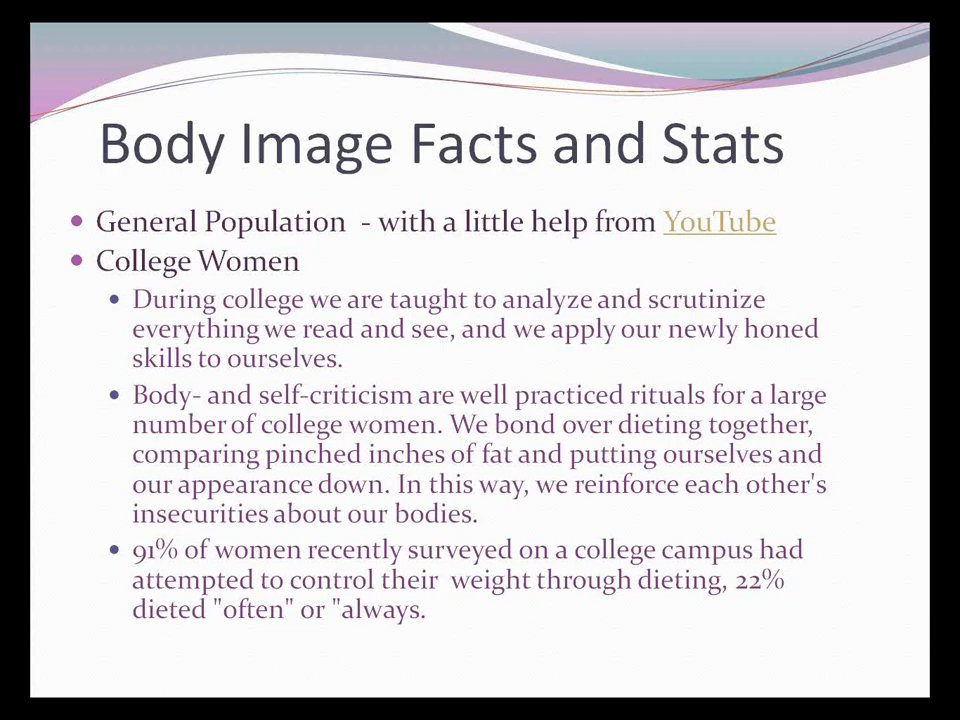 Body Image Facts and Stats
General Population - with a little help from YouTube
College Women
During college we are taught to analyze and scrutinize
everything we read and see, and we apply our newly honed
skills to ourselves.
Body- and self-criticism are well practiced rituals for a large
number of college women. We bond over dieting together,
comparing pinched inches of fat and putting ourselves and
our appearance down. In this way, we reinforce each other's
insecurities about our bodies.
91% of women recently surveyed on a college campus had
attempted to control their weight through dieting, 22%
dieted "often" or "always.